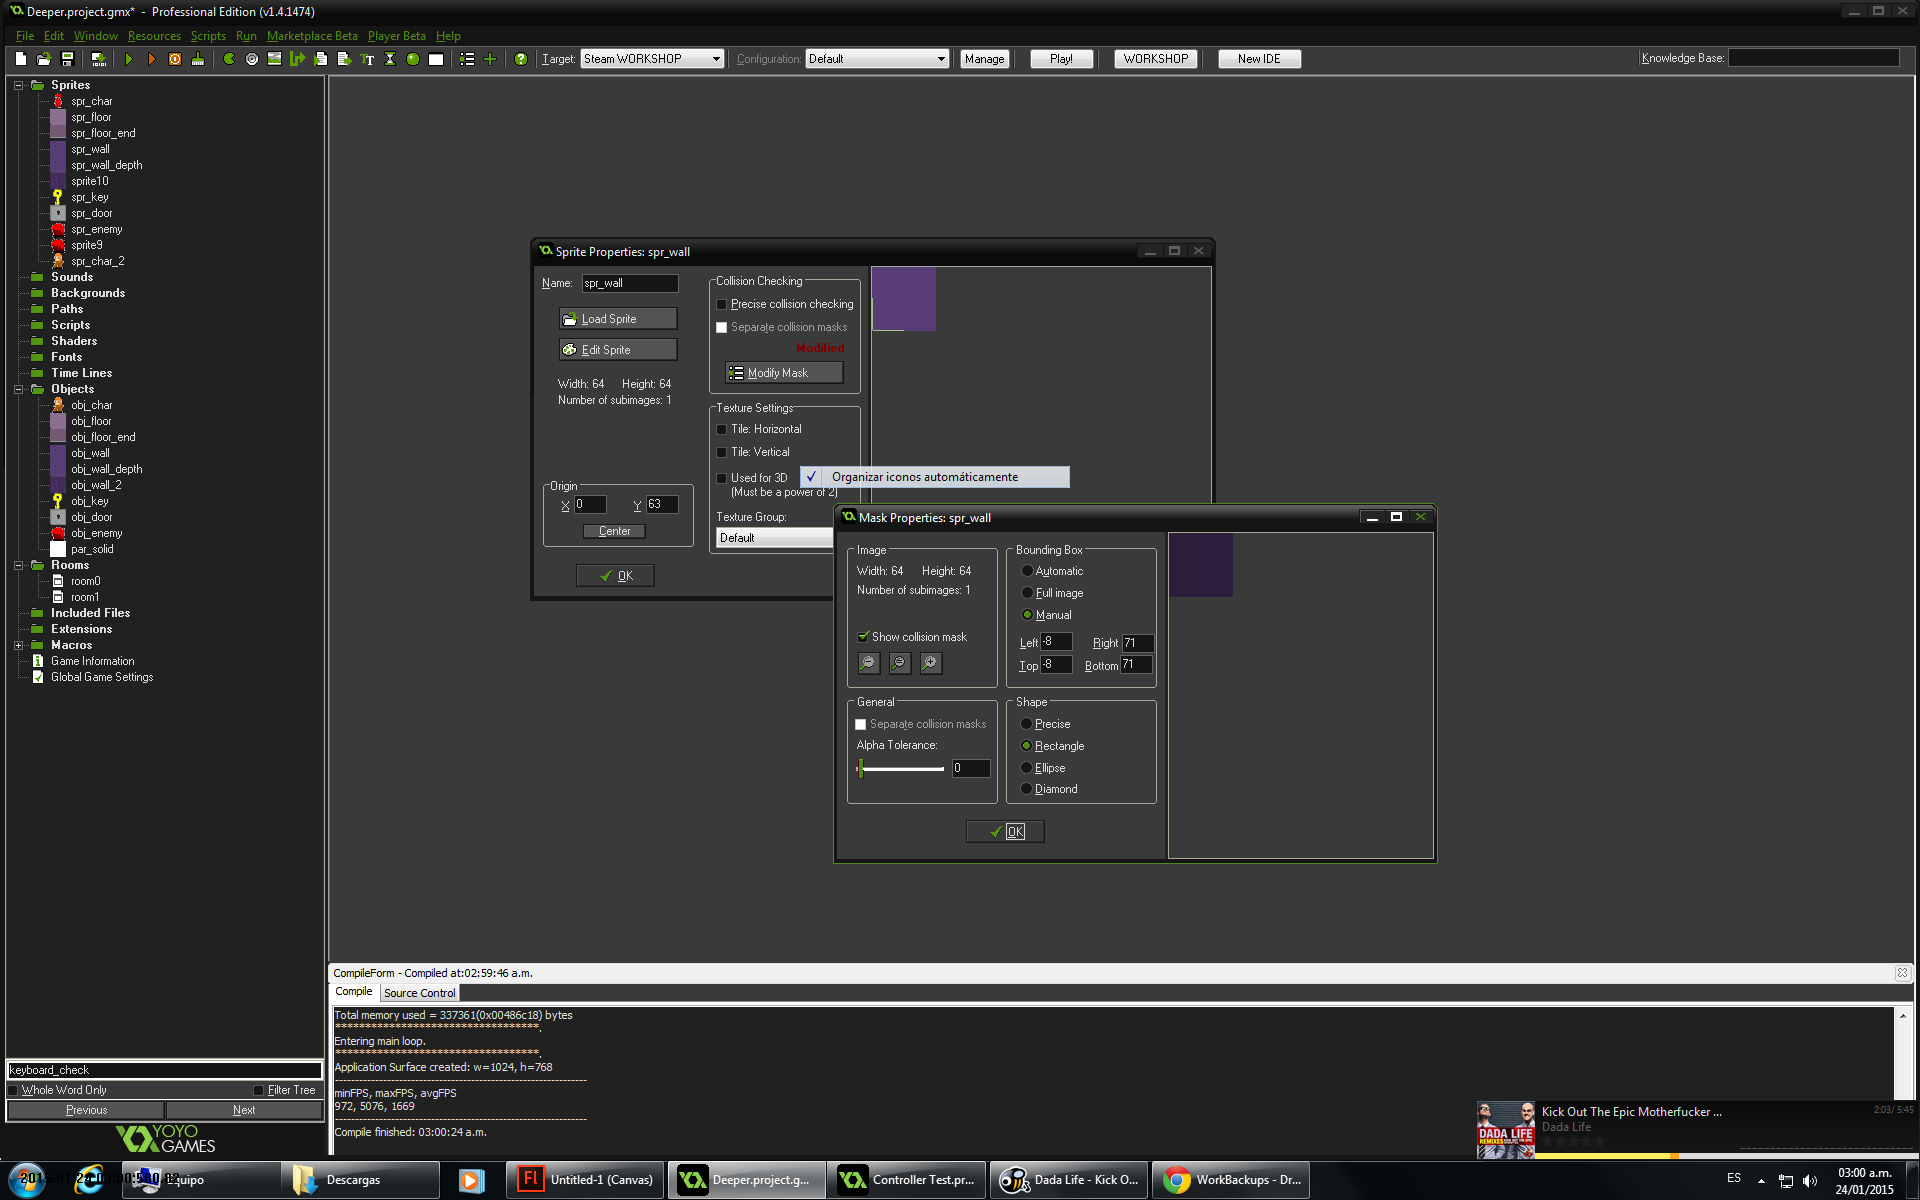 Deeper.project.gmx* - Professional Edition (v1.4.1474)
File Edit Window Resources Scripts Run Marketplace Beta Player Beta Help
Target: Steam WORKSHOP Configuration: Default Manage Play! WORKSHOP New IDE Knowledge Base:
Sprites
spr_char
spr_floor
spr_floor_end
spr_wall
spr_wall_depth
sprite10
spr_key
spr_door
spr_enemy
sprite9
spr_char_2
Sounds
Backgrounds
Paths
Scripts
Shaders
Fonts
Time Lines
Objects
obj_char
obj_floor
obj_floor_end
obj_wall
obj_wall_depth
obj_wall_2
obj_key
obj_door
obj_enemy
par_solid
Rooms
room0
room1
Included Files
Extensions
Macros
Game Information
Global Game Settings
keyboard_check
Whole Word Only Filter Tree
Previous Next
YOYO GAMES
Sprite Properties: spr_wall
Name: spr_wall
Load Sprite
Edit Sprite
Width: 64 Height: 64
Number of subimages: 1
Origin
X 0 Y 63
Center
OK
Collision Checking
Precise collision checking
Separate collision masks
Modified
Modify Mask
Texture Settings
Tile: Horizontal
Tile: Vertical
Used for 3D
(Must be a power of 2)
Texture Group:
Default
Organizar iconos automáticamente
Mask Properties: spr_wall
Image
Width: 64 Height: 64
Number of subimages: 1
Show collision mask
General
Separate collision masks
Alpha Tolerance:
0
Bounding Box
Automatic
Full image
Manual
Left -8 Right 71
Top -8 Bottom 71
Shape
Precise
Rectangle
Ellipse
Diamond
OK
CompileForm - Compiled at:02:59:46 a.m.
Compile Source Control
Total memory used = 337361(0x00486c18) bytes
**********************************.
Entering main loop.
**********************************.
Application Surface created: w=1024, h=768
minFPS, maxFPS, avgFPS
972, 5076, 1669
Compile finished: 03:00:24 a.m.
DADA LIFE
Kick Out The Epic Motherfucker ...
Dada Life
2:03/ 5:45
Equipo
Descargas
Untitled-1 (Canvas)
Deeper.project.g...
Controller Test.pr...
Dada Life - Kick O...
WorkBackups - Dr...
ES
03:00 a.m.
24/01/2015